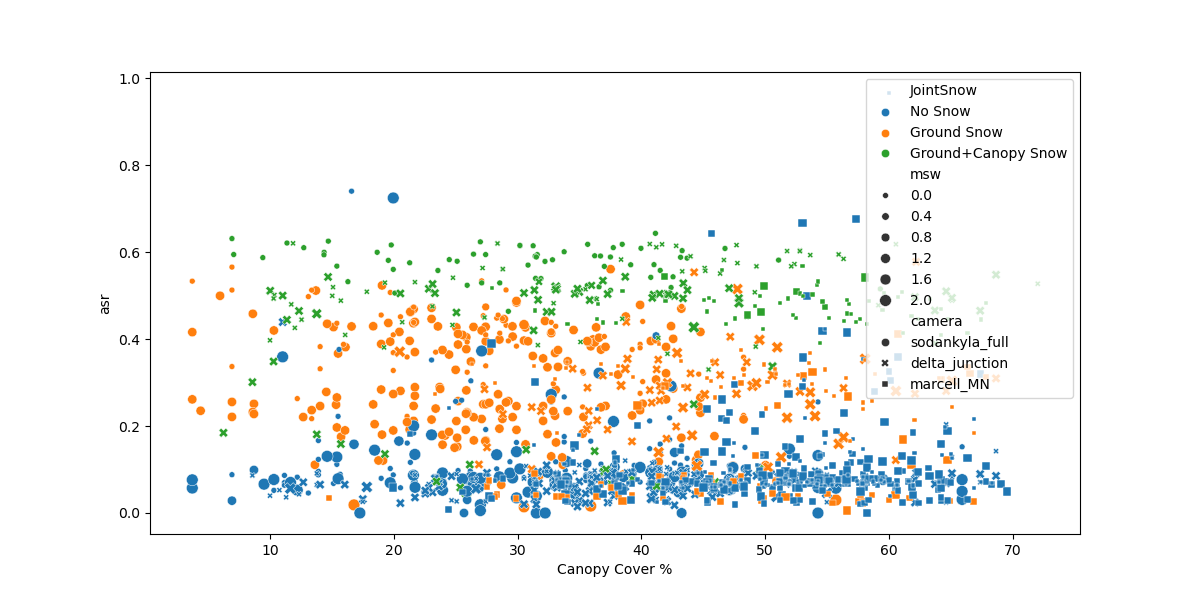 1.0
0.8
0.6
0.4
0.2
0.0
asr
10 20 30 40 50 60 70
Canopy Cover %
JointSnow
No Snow
Ground Snow
Ground+Canopy Snow
msw
0.0
0.4
0.8
1.2
1.6
2.0
camera
sodankyla_full
delta_junction
marcell_MN